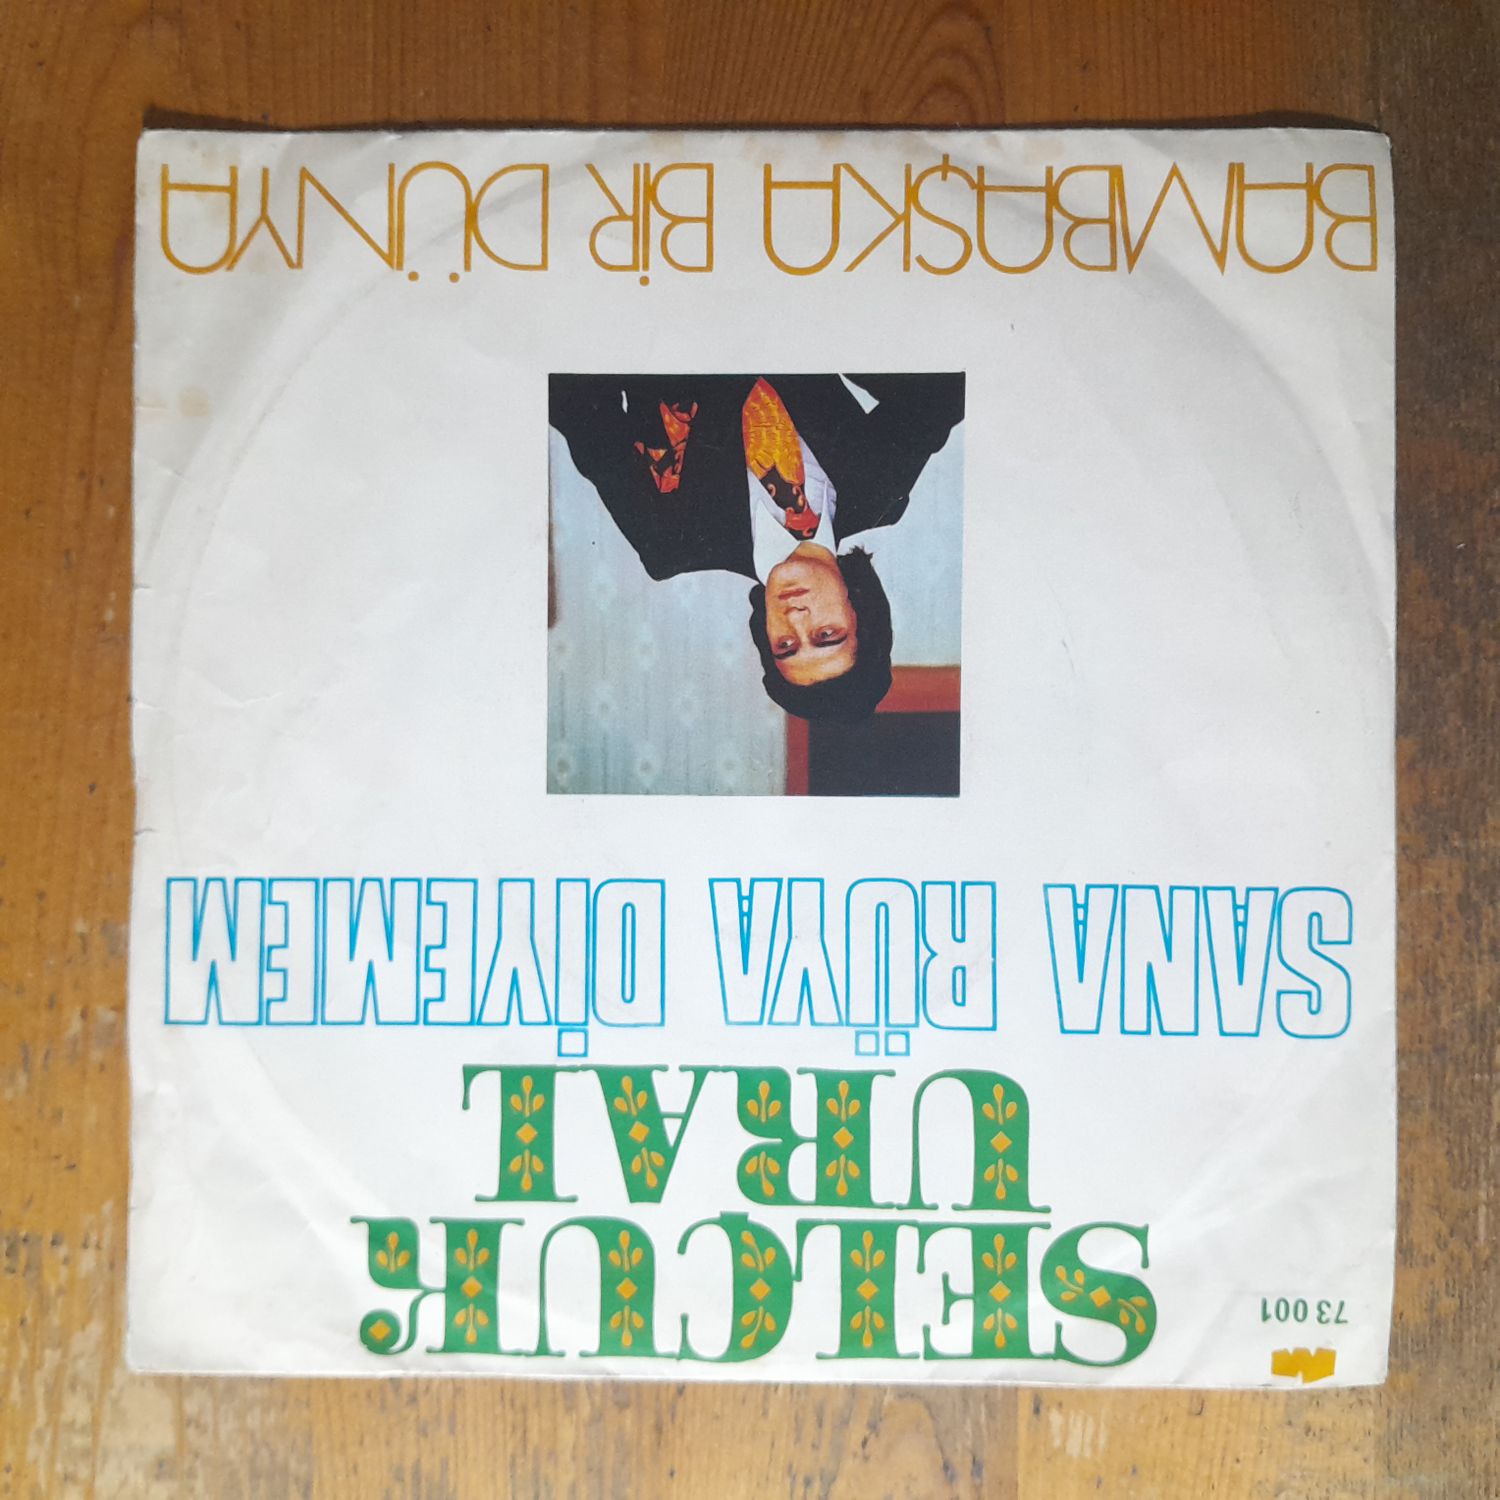 73 001
SELÇUK
URAL
SANA RÜYA DİYEMEM
BAMBAŞKA BİR DÜNYA